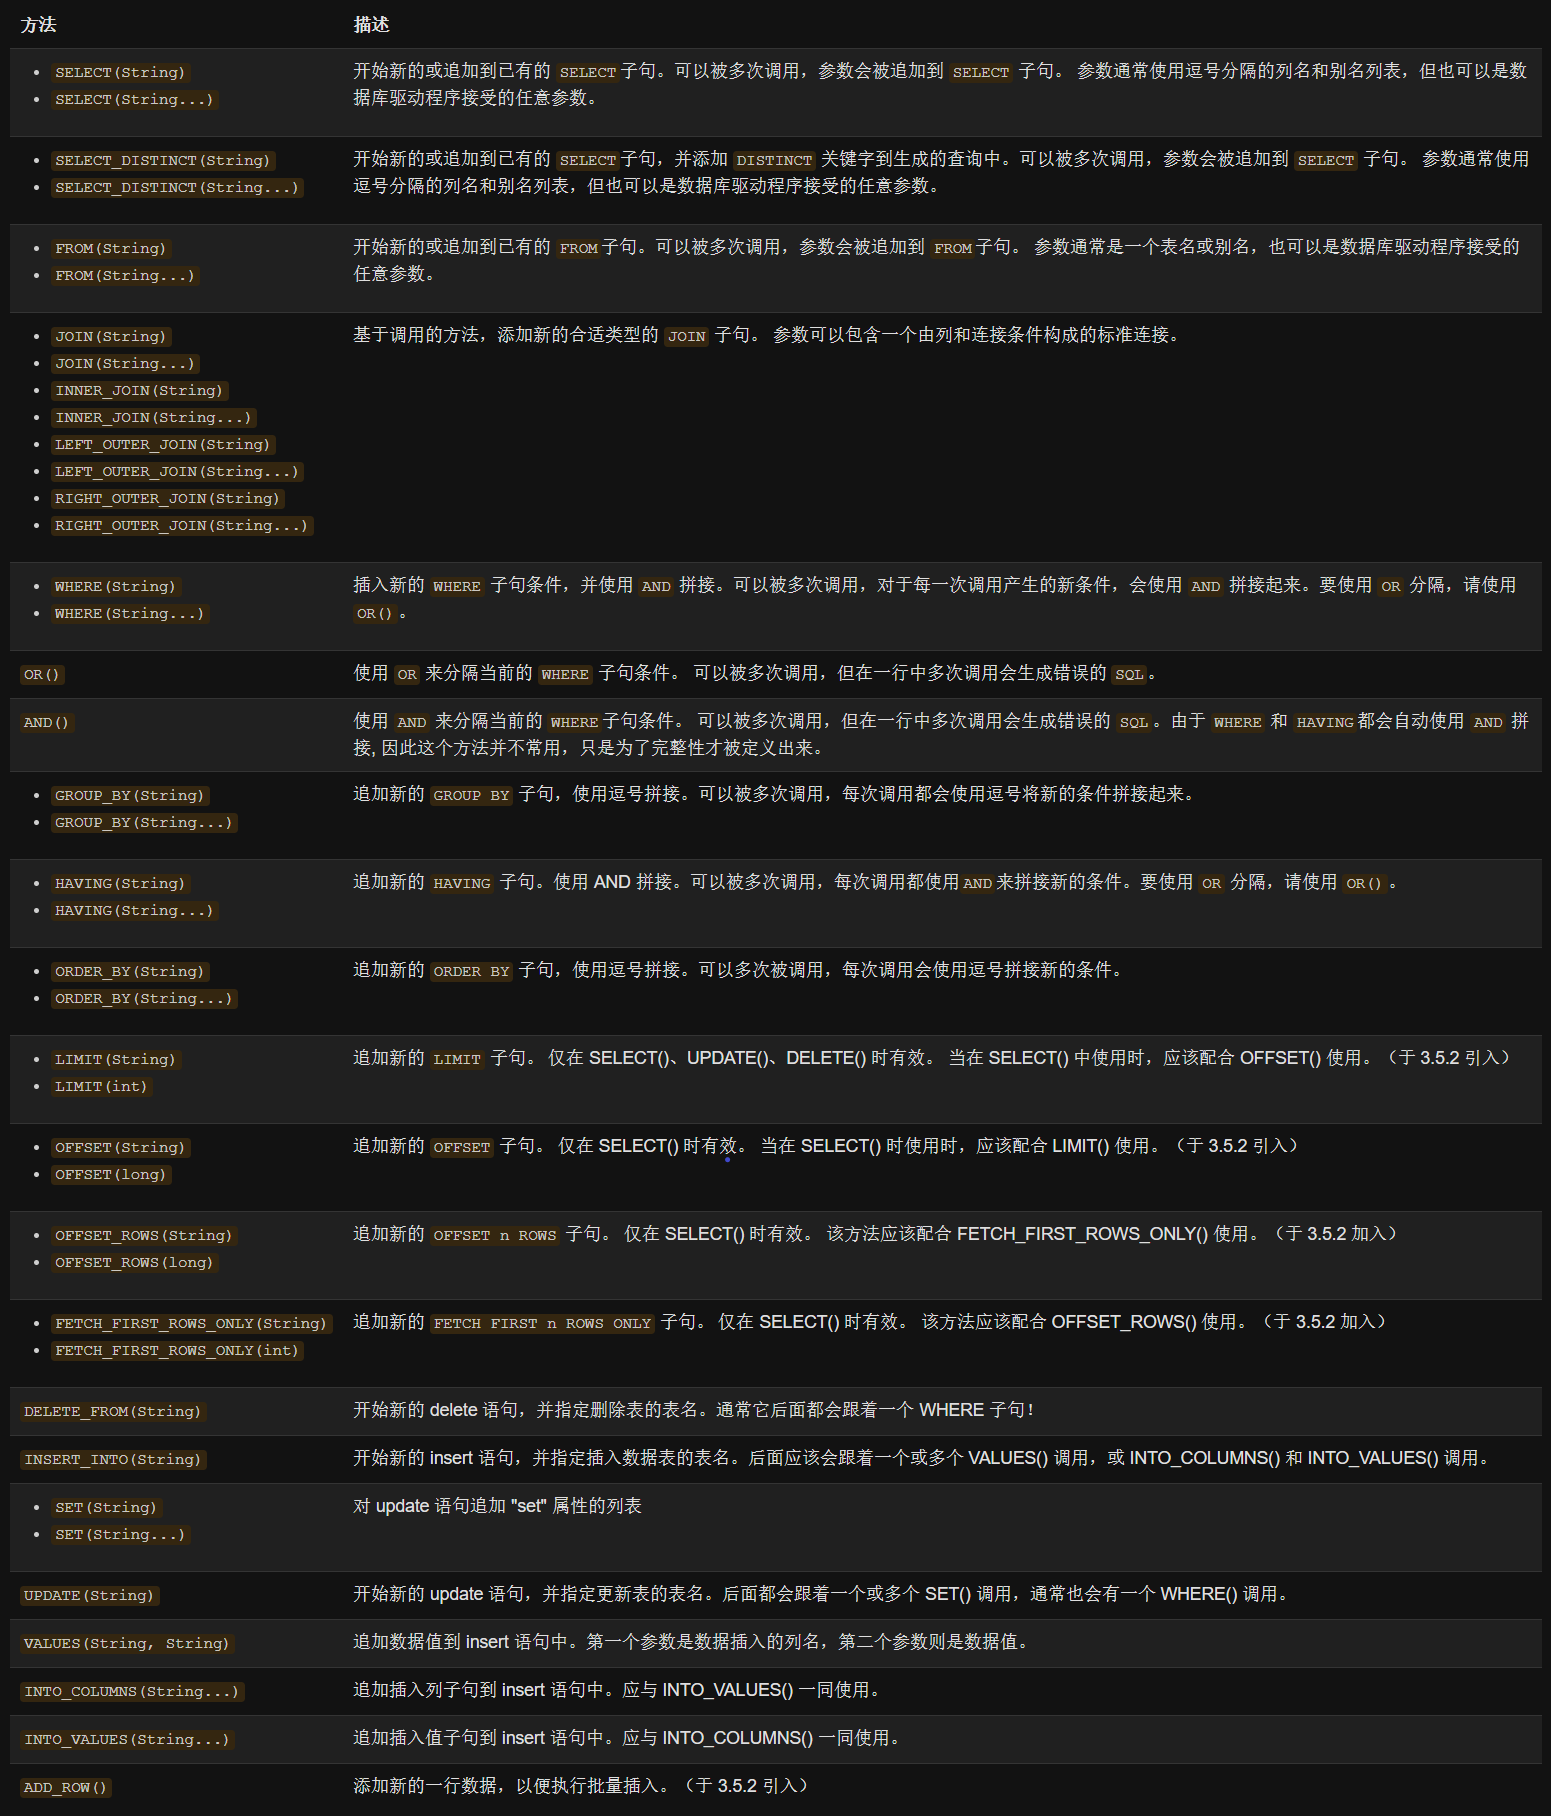 方法 描述
SELECT(String)
SELECT(String...)
开始新的或追加到已有的 SELECT子句。可以被多次调用，参数会被追加到 SELECT 子句。 参数通常使用逗号分隔的列名和别名列表，但也可以是数
据库驱动程序接受的任意参数。
SELECT_DISTINCT(String)
SELECT_DISTINCT(String...)
开始新的或追加到已有的 SELECT子句，并添加 DISTINCT 关键字到生成的查询中。可以被多次调用，参数会被追加到 SELECT 子句。 参数通常使用
逗号分隔的列名和别名列表，但也可以是数据库驱动程序接受的任意参数。
FROM(String)
FROM(String...)
开始新的或追加到已有的 FROM子句。可以被多次调用，参数会被追加到 FROM子句。 参数通常是一个表名或别名，也可以是数据库驱动程序接受的
任意参数。
JOIN(String)
JOIN(String...)
INNER_JOIN(String)
INNER_JOIN(String...)
LEFT_OUTER_JOIN(String)
LEFT_OUTER_JOIN(String...)
RIGHT_OUTER_JOIN(String)
RIGHT_OUTER_JOIN(String...)
基于调用的方法，添加新的合适类型的 JOIN 子句。 参数可以包含一个由列和连接条件构成的标准连接。
WHERE(String)
WHERE(String...)
插入新的 WHERE 子句条件，并使用 AND 拼接。可以被多次调用，对于每一次调用产生的新条件，会使用 AND 拼接起来。要使用 OR 分隔，请使用
OR()。
OR()
使用 OR 来分隔当前的 WHERE 子句条件。 可以被多次调用，但在一行中多次调用会生成错误的 SQL。
AND()
使用 AND 来分隔当前的 WHERE子句条件。 可以被多次调用，但在一行中多次调用会生成错误的 SQL。由于 WHERE 和 HAVING都会自动使用 AND 拼
接, 因此这个方法并不常用，只是为了完整性才被定义出来。
GROUP_BY(String)
GROUP_BY(String...)
追加新的 GROUP BY 子句，使用逗号拼接。可以被多次调用，每次调用都会使用逗号将新的条件拼接起来。
HAVING(String)
HAVING(String...)
追加新的 HAVING 子句。使用 AND 拼接。可以被多次调用，每次调用都使用AND来拼接新的条件。要使用 OR 分隔，请使用 OR()。
ORDER_BY(String)
ORDER_BY(String...)
追加新的 ORDER BY 子句，使用逗号拼接。可以多次被调用，每次调用会使用逗号拼接新的条件。
LIMIT(String)
LIMIT(int)
追加新的 LIMIT 子句。 仅在 SELECT()、UPDATE()、DELETE() 时有效。 当在 SELECT() 中使用时，应该配合 OFFSET() 使用。（于 3.5.2 引入）
OFFSET(String)
OFFSET(long)
追加新的 OFFSET 子句。 仅在 SELECT() 时有效。 当在 SELECT() 时使用时，应该配合 LIMIT() 使用。（于 3.5.2 引入）
OFFSET_ROWS(String)
OFFSET_ROWS(long)
追加新的 OFFSET n ROWS 子句。 仅在 SELECT() 时有效。 该方法应该配合 FETCH_FIRST_ROWS_ONLY() 使用。（于 3.5.2 加入）
FETCH_FIRST_ROWS_ONLY(String)
FETCH_FIRST_ROWS_ONLY(int)
追加新的 FETCH FIRST n ROWS ONLY 子句。 仅在 SELECT() 时有效。 该方法应该配合 OFFSET_ROWS() 使用。（于 3.5.2 加入）
DELETE_FROM(String)
开始新的 delete 语句，并指定删除表的表名。通常它后面都会跟着一个 WHERE 子句！
INSERT_INTO(String)
开始新的 insert 语句，并指定插入数据表的表名。后面应该会跟着一个或多个 VALUES() 调用，或 INTO_COLUMNS() 和 INTO_VALUES() 调用。
SET(String)
SET(String...)
对 update 语句追加 "set" 属性的列表
UPDATE(String)
开始新的 update 语句，并指定更新表的表名。后面都会跟着一个或多个 SET() 调用，通常也会有一个 WHERE() 调用。
VALUES(String, String)
追加数据值到 insert 语句中。第一个参数是数据插入的列名，第二个参数则是数据值。
INTO_COLUMNS(String...)
追加插入列子句到 insert 语句中。应与 INTO_VALUES() 一同使用。
INTO_VALUES(String...)
追加插入值子句到 insert 语句中。应与 INTO_COLUMNS() 一同使用。
ADD_ROW()
添加新的一行数据，以便执行批量插入。（于 3.5.2 引入）